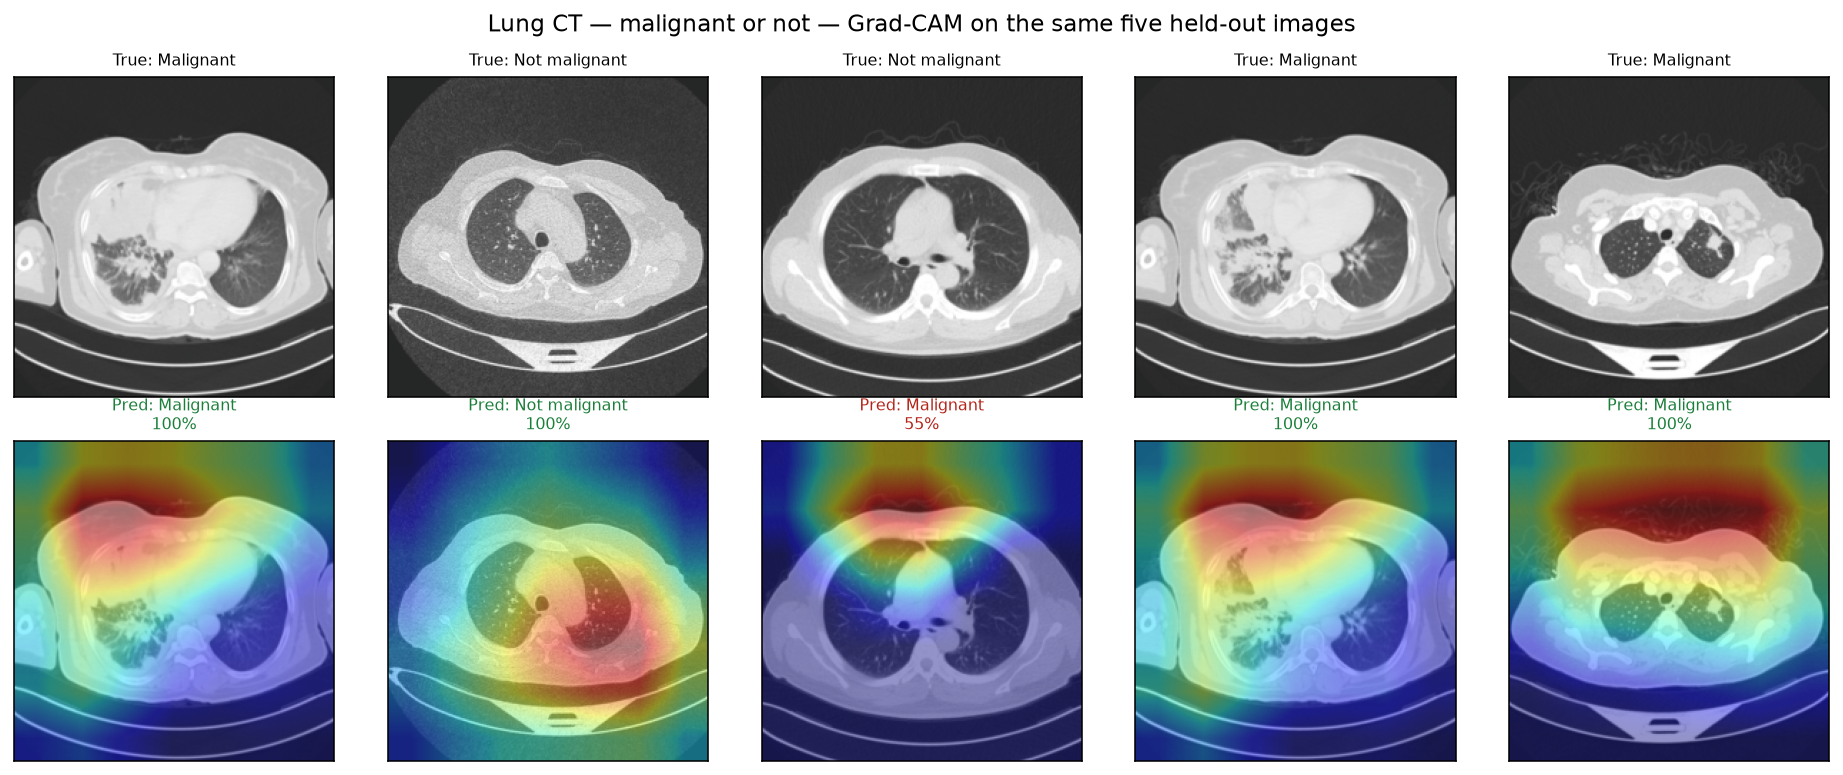 Lung CT — malignant or not — Grad-CAM on the same five held-out images
True: Malignant
True: Not malignant
True: Not malignant
True: Malignant
True: Malignant
Pred: Malignant
100%
Pred: Not malignant
100%
Pred: Malignant
55%
Pred: Malignant
100%
Pred: Malignant
100%